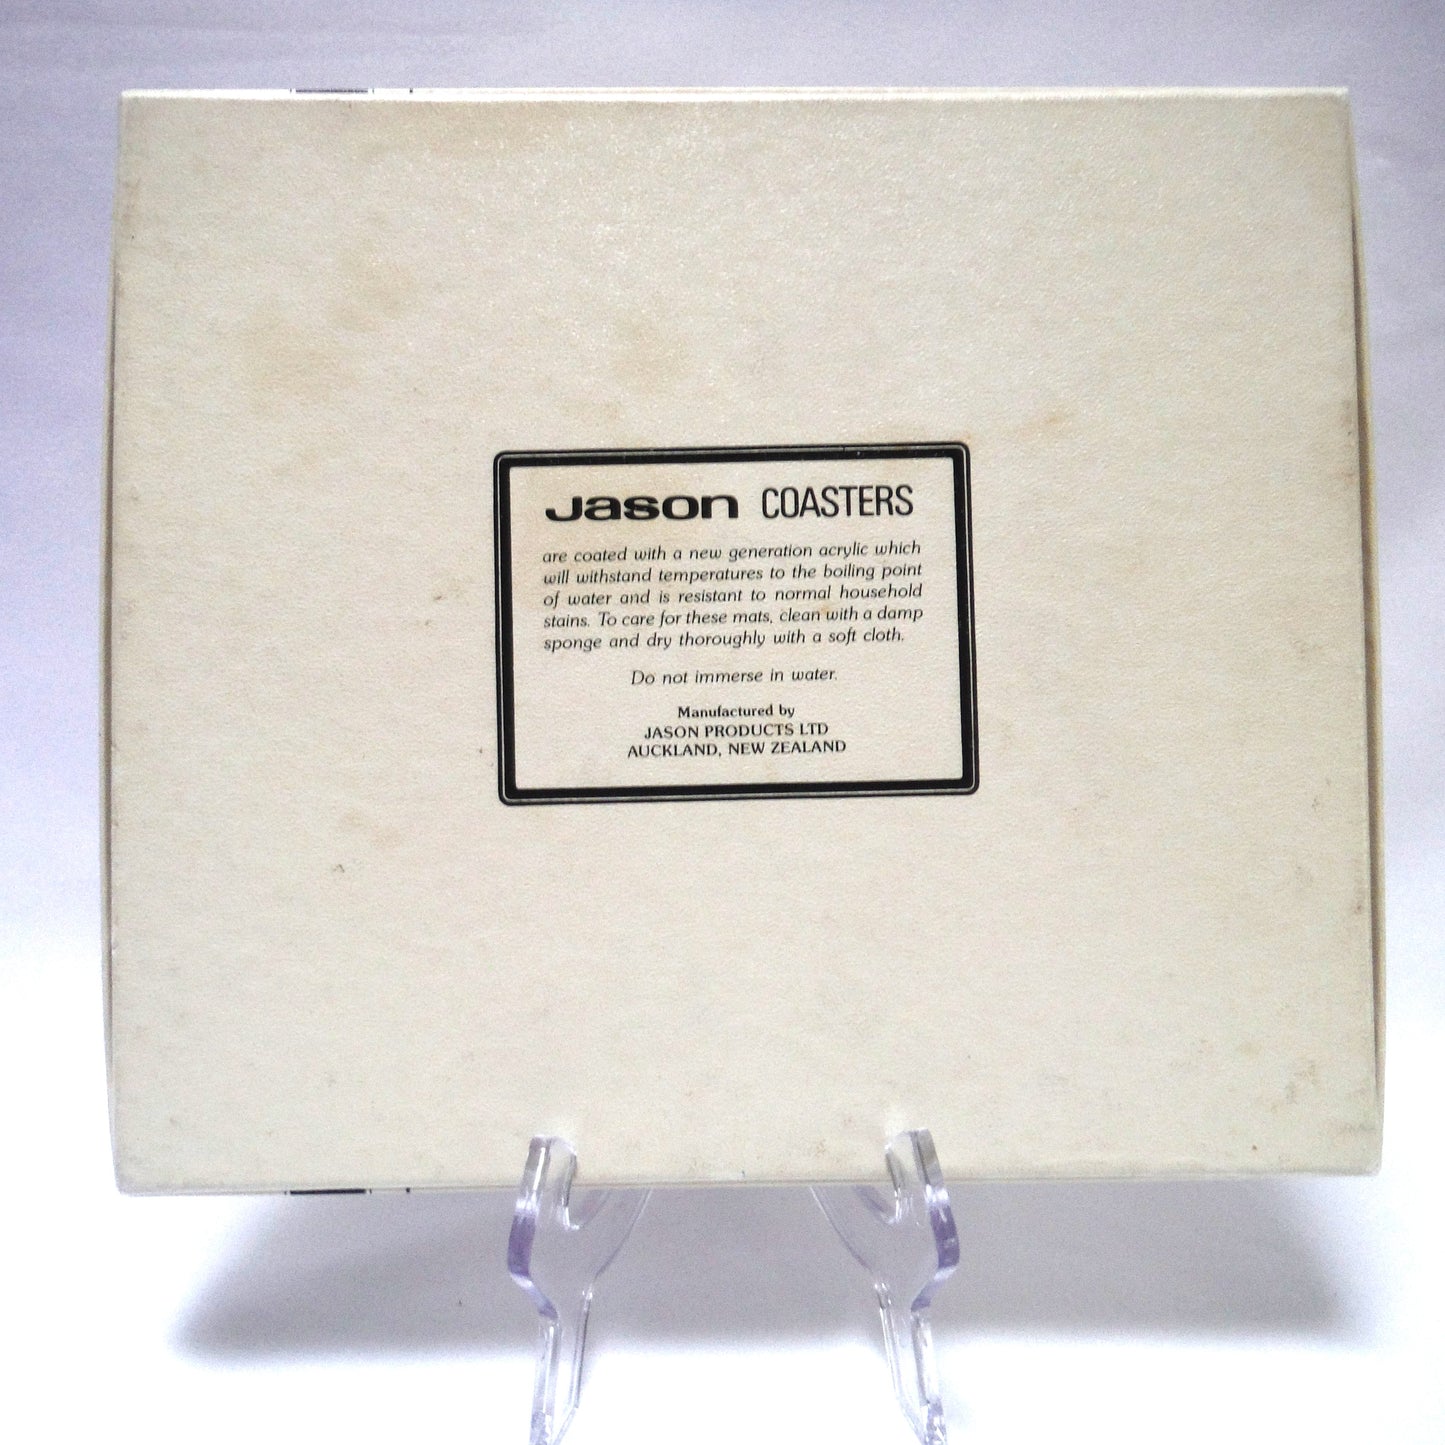 Jason COASTERS
are coated with a new generation acrylic which
will withstand temperatures to the boiling point
of water and is resistant to normal household
stains. To care for these mats, clean with a damp
sponge and dry thoroughly with a soft cloth.
Do not immerse in water.
Manufactured by
JASON PRODUCTS LTD
AUCKLAND, NEW ZEALAND